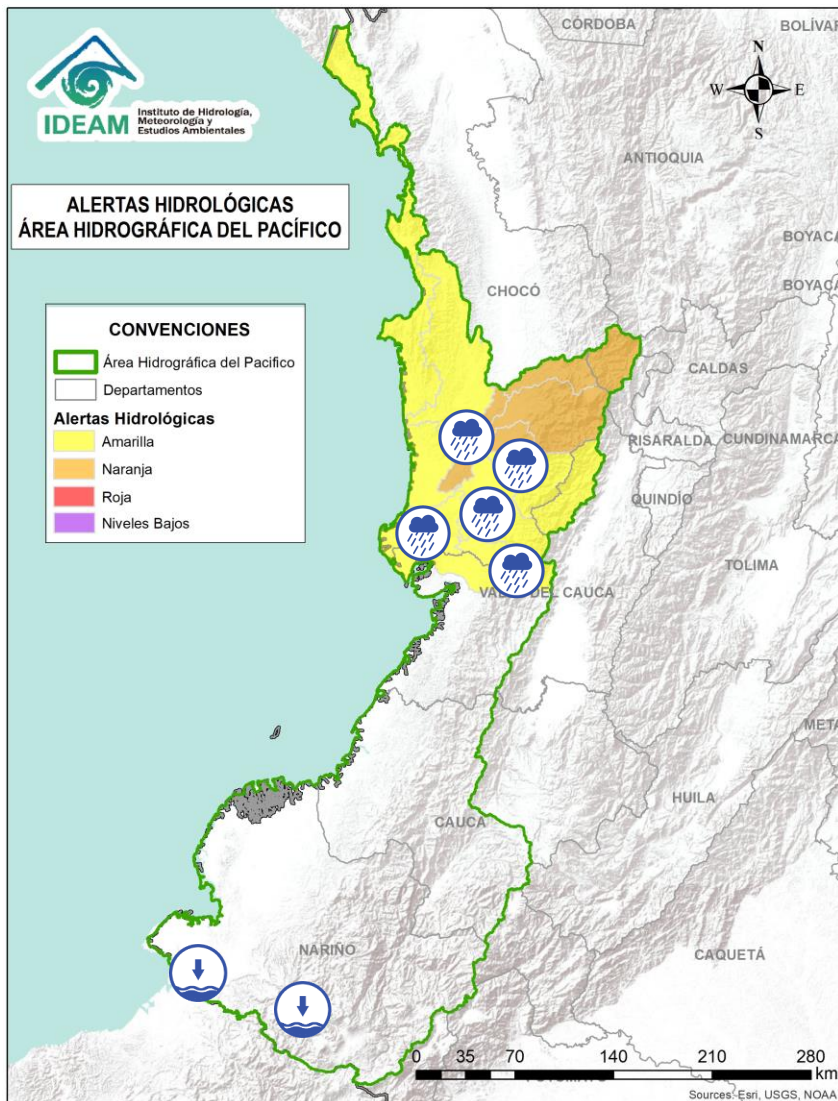 CÓRDOBA
BOLÍVAR
IDEAM
Instituto de Hidrología,
Meteorología y
Estudios Ambientales
N
W E
S
ANTIOQUIA
ALERTAS HIDROLÓGICAS
ÁREA HIDROGRÁFICA DEL PACÍFICO
BOYACÁ
BOYACÁ
CHOCÓ
CONVENCIONES
Área Hidrográfica del Pacifico
Departamentos
Alertas Hidrológicas
Amarilla
Naranja
Roja
Niveles Bajos
CALDAS
RISARALDA
CUNDINAMARCA
QUINDÍO
TOLIMA
DEL CAUCA
META
HUILA
CAUCA
NARIÑO
CAQUETÁ
0 35 70 140 210 280
km
Sources: Esri, USGS, NOAA